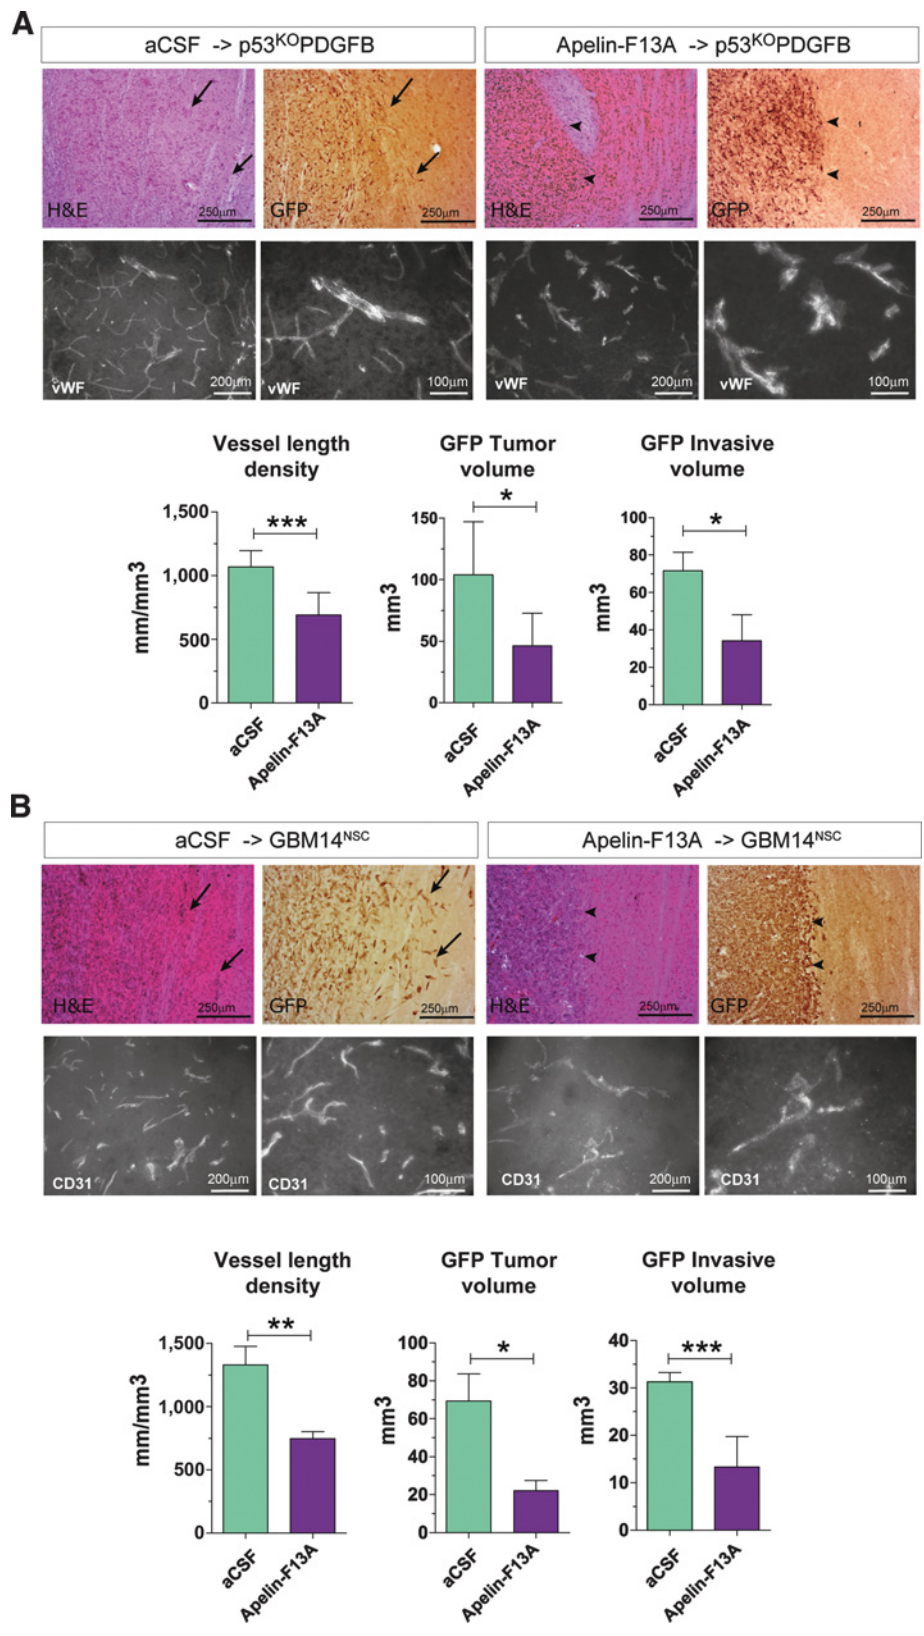 A
aCSF -> p53KOPDGFB
Apelin-F13A -> p53KOPDGFB
H&E
250µm
GFP
250µm
H&E
250µm
GFP
250µm
vWF
200µm
vWF
100µm
vWF
200µm
vWF
100µm
Vessel length
density
mm/mm3
1,500
1,000
500
0
***
aCSF
Apelin-F13A
GFP Tumor
volume
mm3
150
100
50
0
*
aCSF
Apelin-F13A
GFP Invasive
volume
mm3
100
80
60
40
20
0
*
aCSF
Apelin-F13A
B
aCSF -> GBM14NSC
Apelin-F13A -> GBM14NSC
H&E
250µm
GFP
250µm
H&E
250µm
GFP
250µm
CD31
200µm
CD31
100µm
CD31
200µm
CD31
100µm
Vessel length
density
mm/mm3
1,500
1,000
500
0
**
aCSF
Apelin-F13A
GFP Tumor
volume
mm3
100
80
60
40
20
0
*
aCSF
Apelin-F13A
GFP Invasive
volume
mm3
40
30
20
10
0
***
aCSF
Apelin-F13A